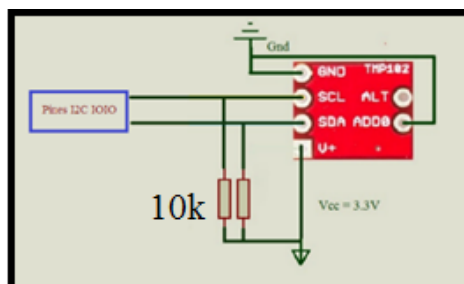 Gnd
GND TMP102
SCL ALT
Pines I2C IOIO
SDA ADD0
V+
10k
Vcc = 3.3V